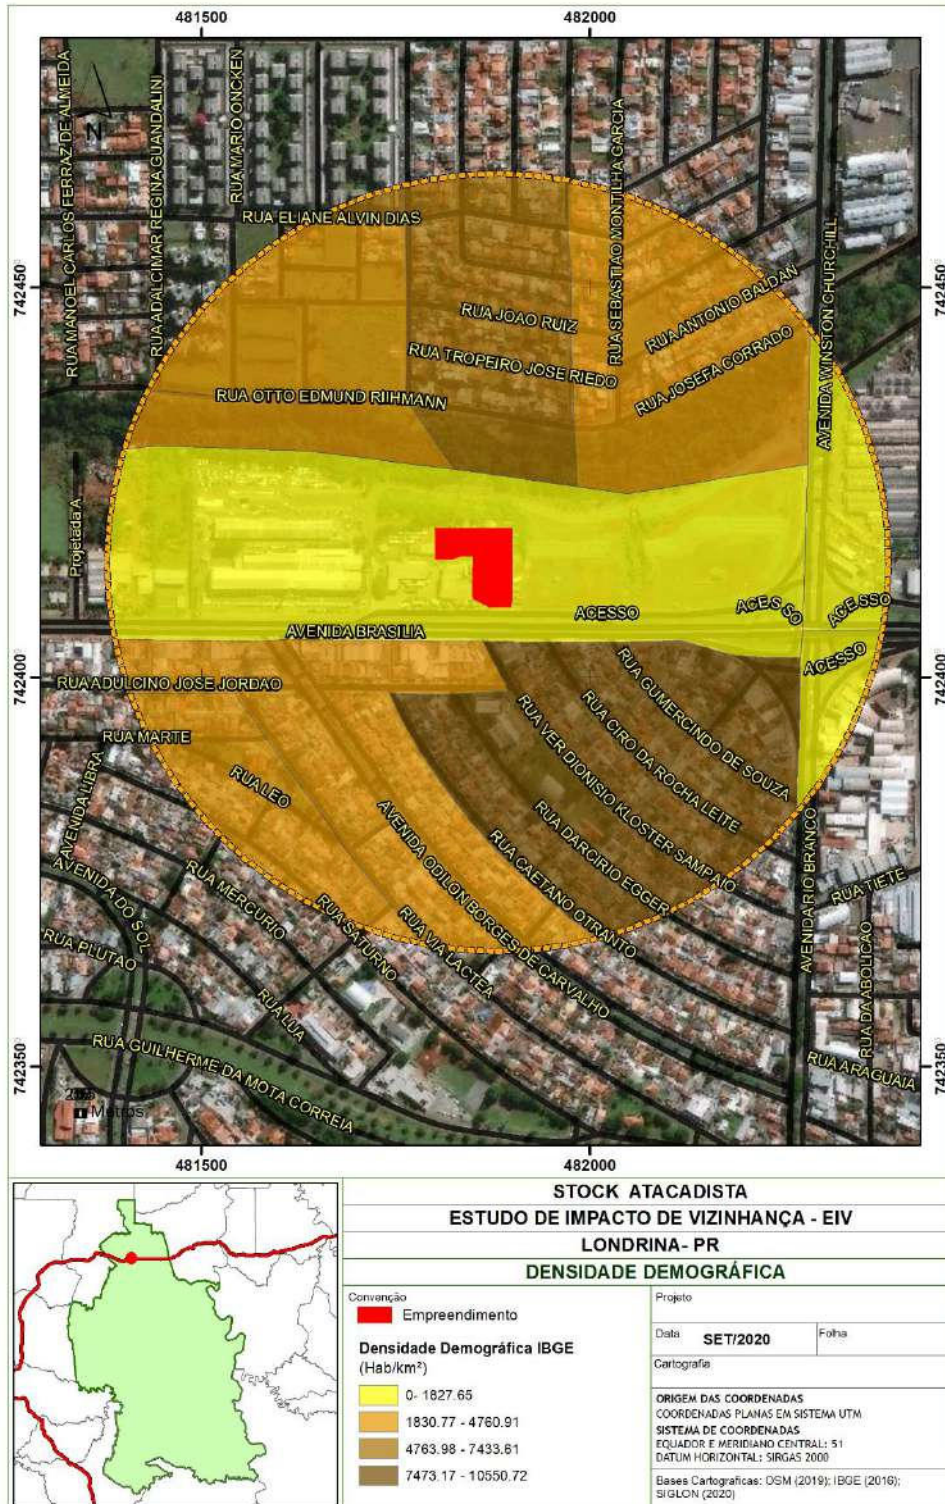 481500
482000
RUA MANOEL CARLOS FERRAZ DE ALMEIDA
RUA ADALCIMAR REGINA GUANDALINI
RUA MARIO ONCKEN
RUA SEBASTIAO MONTILHA GARCIA
N
RUA ELIANE ALVIN DIAS
AVENIDA WINSTON CHURCHILL
742450
742450
RUA JOAO RUIZ
RUA ANTONIO BALDAN
RUA TROPEIRO JOSE RIEDO
RUA JOSEFA CORRADO
RUA OTTO EDMUND RIIHMANN
Projetada A
ACESSO
ACESSO
ACESSO
AVENIDA BRASILIA
ACESSO
742400
742400
RUA ADULCINO JOSE JORDAO
RUA GUMERCINDO DE SOUZA
RUA CIRO DA ROCHA LEITE
RUA VER DIONISIO KLOSTER SAMPAIO
RUA MARTE
RUA LEO
AVENIDA LIBRA
AVENIDA ODILON BORGES DE CARVALHO
RUA DARCIRIO EGGER
RUA CAETANO OTRANTO
AVENIDA RIO BRANCO
RUA TIETE
AVENIDA DO SOL
RUA MERCURIO
RUA SATURNO
RUA VIA LACTEA
RUA DA ABOLICAO
RUA PLUTAO
RUA LUA
RUA GUILHERME DA MOTA CORREIA
RUA ARAGUAIA
742350
742350
Metros
481500
482000
STOCK ATACADISTA
ESTUDO DE IMPACTO DE VIZINHANÇA - EIV
LONDRINA- PR
DENSIDADE DEMOGRÁFICA
Convenção
Empreendimento
Densidade Demográfica IBGE
(Hab/km²)
0- 1827.65
1830.77 - 4760.91
4763.98 - 7433.61
7473.17 - 10550.72
Projeto
Data SET/2020
Folha
Cartografia
ORIGEM DAS COORDENADAS
COORDENADAS PLANAS EM SISTEMA UTM
SISTEMA DE COORDENADAS
EQUADOR E MERIDIANO CENTRAL: 51
DATUM HORIZONTAL: SIRGAS 2000
Bases Cartograficas: OSM (2019); IBGE (2016);
SIGLON (2020)